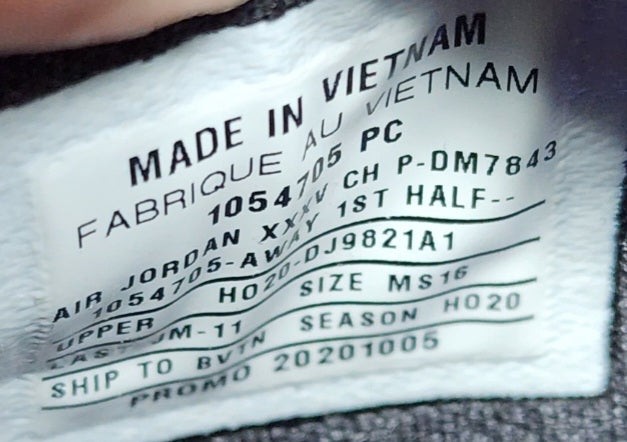 MADE IN VIETNAM
FABRIQUE AU VIETNAM
1054705 PC
AIR JORDAN XXXV CH P-DM7843
1054705-AWAY 1ST HALF--
UPPER HO20-DJ9821A1
LAST JM-11 SIZE MS16
SHIP TO BVTN SEASON HO20
PROMO 20201005